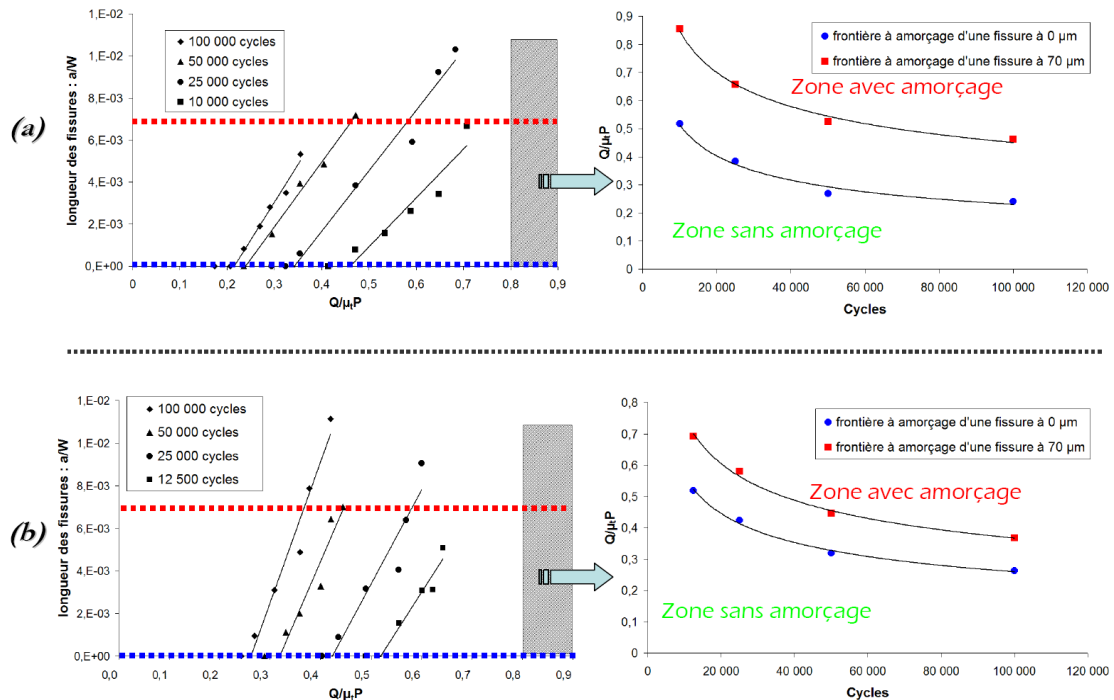 (a)
longueur des fissures : a/W
1,E-02
1,E-02
8,E-03
6,E-03
4,E-03
2,E-03
0,E+00
100 000 cycles
50 000 cycles
25 000 cycles
10 000 cycles
0 0,1 0,2 0,3 0,4 0,5 0,6 0,7 0,8 0,9
Q/μtP
Q/μtP
0,9
0,8
0,7
0,6
0,5
0,4
0,3
0,2
0,1
0
frontière à amorçage d'une fissure à 0 μm
frontière à amorçage d'une fissure à 70 μm
Zone avec amorçage
Zone sans amorçage
0 20 000 40 000 60 000 80 000 100 000 120 000
Cycles
(b)
longueur des fissures : a/W
1,E-02
1,E-02
8,E-03
6,E-03
4,E-03
2,E-03
0,E+00
100 000 cycles
50 000 cycles
25 000 cycles
12 500 cycles
0,0 0,1 0,2 0,3 0,4 0,5 0,6 0,7 0,8 0,9
Q/μtP
Q/μtP
0,8
0,7
0,6
0,5
0,4
0,3
0,2
0,1
0
frontière à amorçage d'une fissure à 0 μm
frontière à amorçage d'une fissure à 70 μm
Zone avec amorçage
Zone sans amorçage
0 20 000 40 000 60 000 80 000 100 000 120 000
Cycles